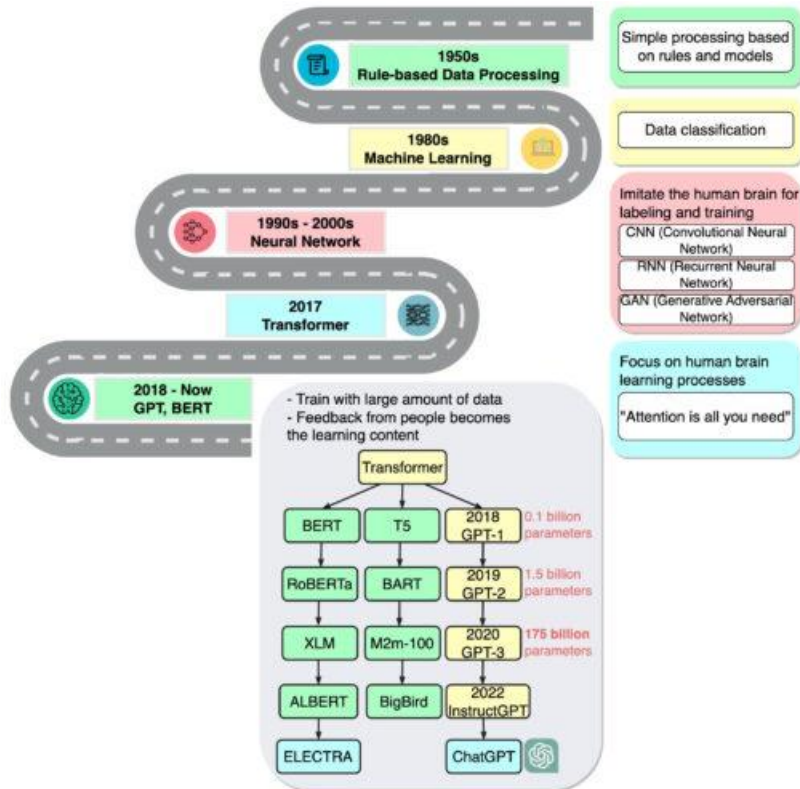 1950s
Rule-based Data Processing
Simple processing based
on rules and models
1980s
Machine Learning
Data classification
1990s - 2000s
Neural Network
Imitate the human brain for
labeling and training
CNN (Convolutional Neural
Network)
RNN (Recurrent Neural
Network)
GAN (Generative Adversarial
Network)
2017
Transformer
Focus on human brain
learning processes
"Attention is all you need"
2018 - Now
GPT, BERT
- Train with large amount of data
- Feedback from people becomes
the learning content
Transformer
BERT
T5
2018
GPT-1
0.1 billion
parameters
RoBERTa
BART
2019
GPT-2
1.5 billion
parameters
XLM
M2m-100
2020
GPT-3
175 billion
parameters
ALBERT
BigBird
2022
InstructGPT
ELECTRA
ChatGPT